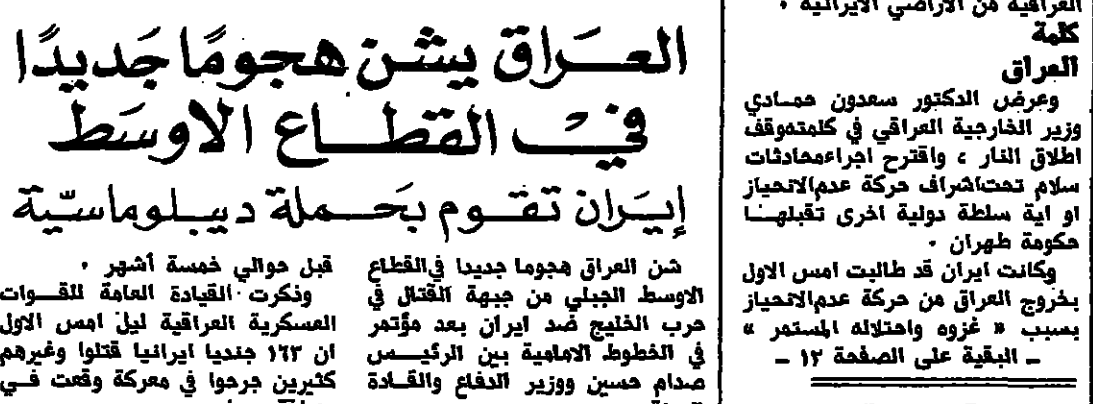 العراق يشن هجومًا جديدًا
في القطاع الاوسط
إيران تقوم بحملة ديبلوماسيّة
شن العراق هجوما جديدا في القطاع
الاوسط الجبلي من جبهة القتال في
حرب الخليج ضد ايران بعد مؤتمر
في الخطوط الامامية بين الرئيس
صدام حسين ووزير الدفاع والقادة
قبل حوالي خمسة أشهر .
وذكرت القيادة العامة للقوات
العسكرية العراقية ليل امس الاول
ان ١٦٣ جنديا ايرانيا قتلوا وغيرهم
كثيرين جرحوا في معركة وقعت في
العراقية من الاراضي الايرانية .
كلمة
العراق
وعرض الدكتور سعدون حمادي
وزير الخارجية العراقي في كلمته موقف
اطلاق النار ، واقترح اجراء محادثات
سلام تحت اشراف حركة عدم الانحياز
او اية سلطة دولية اخرى تقبلها
حكومة طهران .
وكانت ايران قد طالبت امس الاول
بخروج العراق من حركة عدم الانحياز
بسبب « غزوه واحتلاله المستمر »
ـ البقية على الصفحة ١٢ ـ